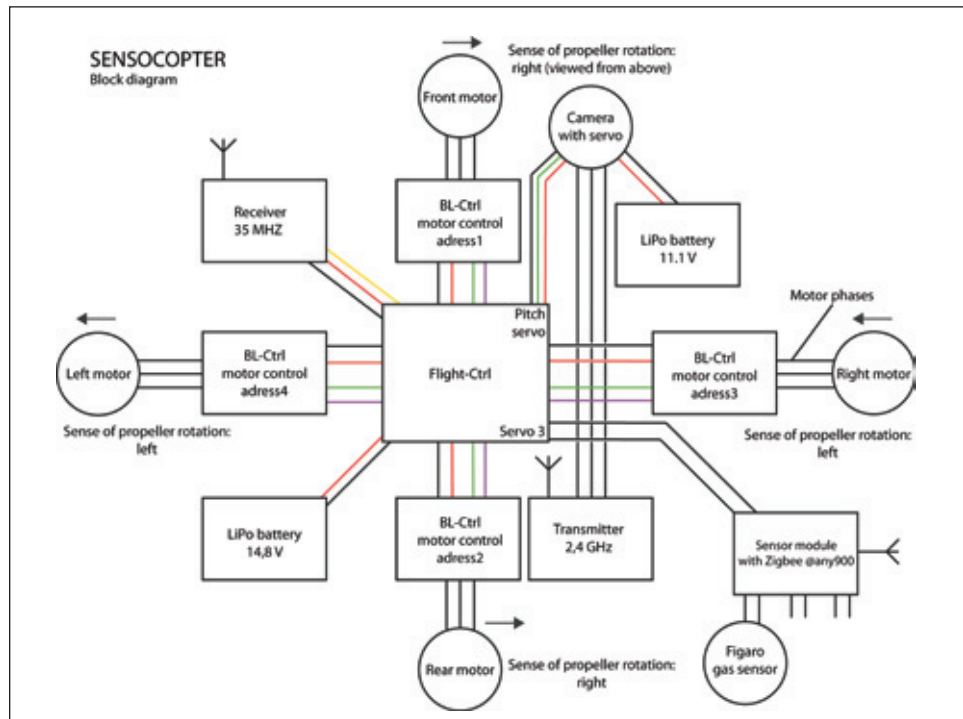 SENSOCOPTER
Block diagram
Sense of propeller rotation:
right (viewed from above)
Front motor
Camera
with servo
Receiver
35 MHZ
BL-Ctrl
motor control
adress1
LiPo battery
11.1 V
Motor phases
Pitch
servo
Left motor
BL-Ctrl
motor control
adress4
Flight-Ctrl
BL-Ctrl
motor control
adress3
Right motor
Sense of propeller rotation:
left
Servo 3
Sense of propeller rotation:
left
LiPo battery
14,8 V
BL-Ctrl
motor control
adress2
Transmitter
2,4 GHz
Sensor module
with Zigbee @any900
Rear motor
Sense of propeller rotation:
right
Figaro
gas sensor